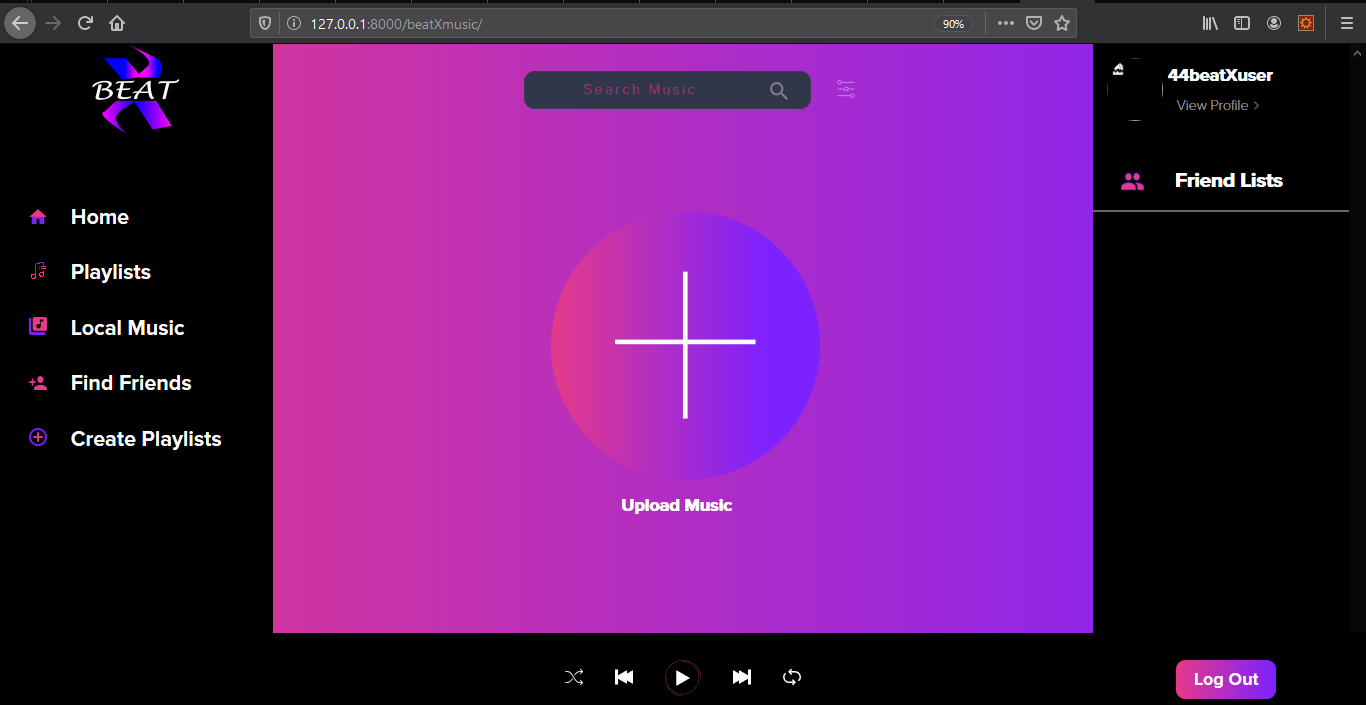 127.0.0.1:8000/beatXmusic/
90%
BEAT
X
Search Music
44beatXuser
View Profile >
Friend Lists
Home
Playlists
Local Music
Find Friends
Create Playlists
Upload Music
Log Out